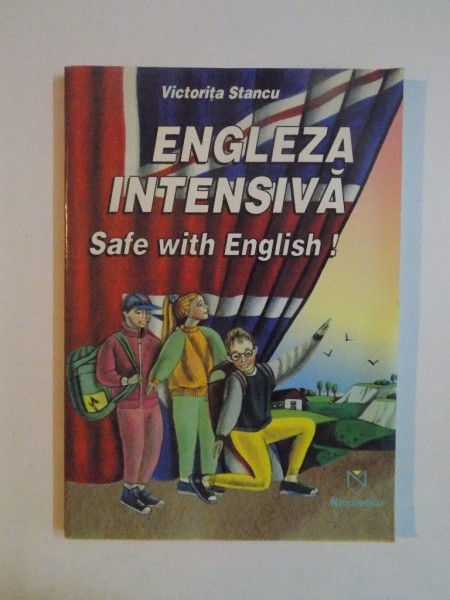 Victorița Stancu
ENGLEZA
INTENSIVĂ
Safe with English !
Niculescu